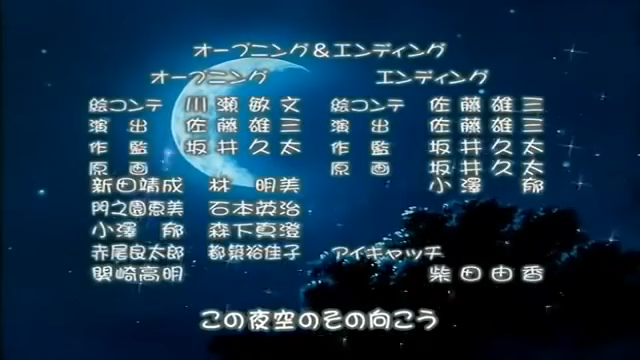 オープニング&エンディング
オープニング エンディング
絵コンテ 川瀬敏文 絵コンテ 佐藤雄三
演出 佐藤雄三 演出 佐藤雄三
作監 坂井久太 作監 坂井久太
原画 原画 坂井久太
新田靖成 林 明美 小澤 郁
門之園恵美 石本英治
小澤 郁 森下真澄
赤尾良太郎 都築裕佳子 アイキャッチ
関崎高明 柴田由香
この夜空のその向こう